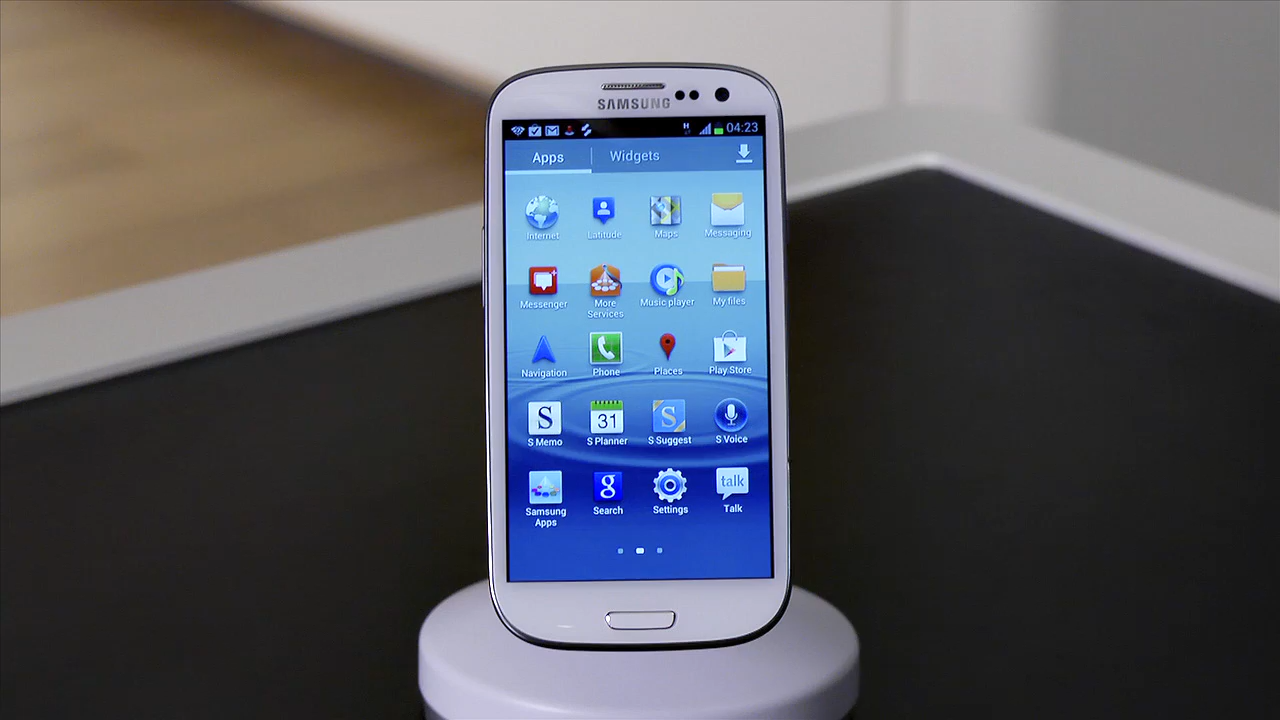 SAMSUNG
H 04:23
Apps Widgets
Internet Latitude Maps Messaging
Messenger More Services Music player My files
Navigation Phone Places Play Store
S 31 S
S Memo S Planner S Suggest S Voice
g talk
Samsung Apps Search Settings Talk